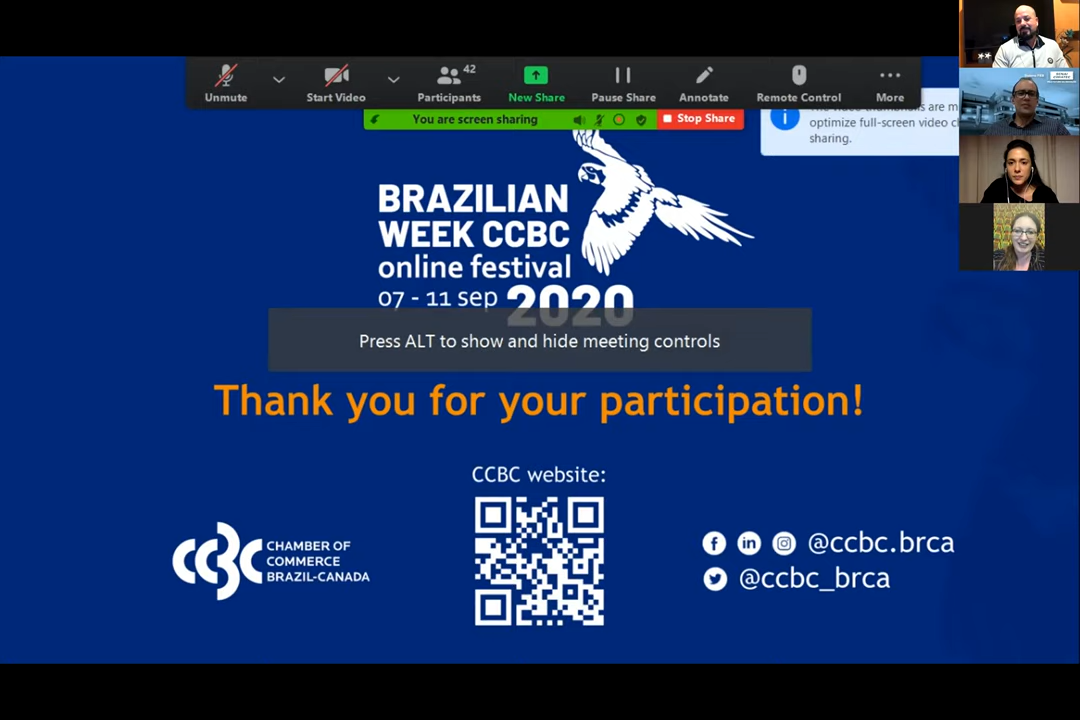 42
Unmute
Start Video
Participants
New Share
Pause Share
Annotate
Remote Control
More
You are screen sharing
Stop Share
optimize full-screen video
sharing.
BRAZILIAN
WEEK CCBC
online festival
07 - 11 sep 2020
Press ALT to show and hide meeting controls
Thank you for your participation!
CCBC website:
CCBC
CHAMBER OF
COMMERCE
BRAZIL-CANADA
@ccbc.brca
@ccbc_brca